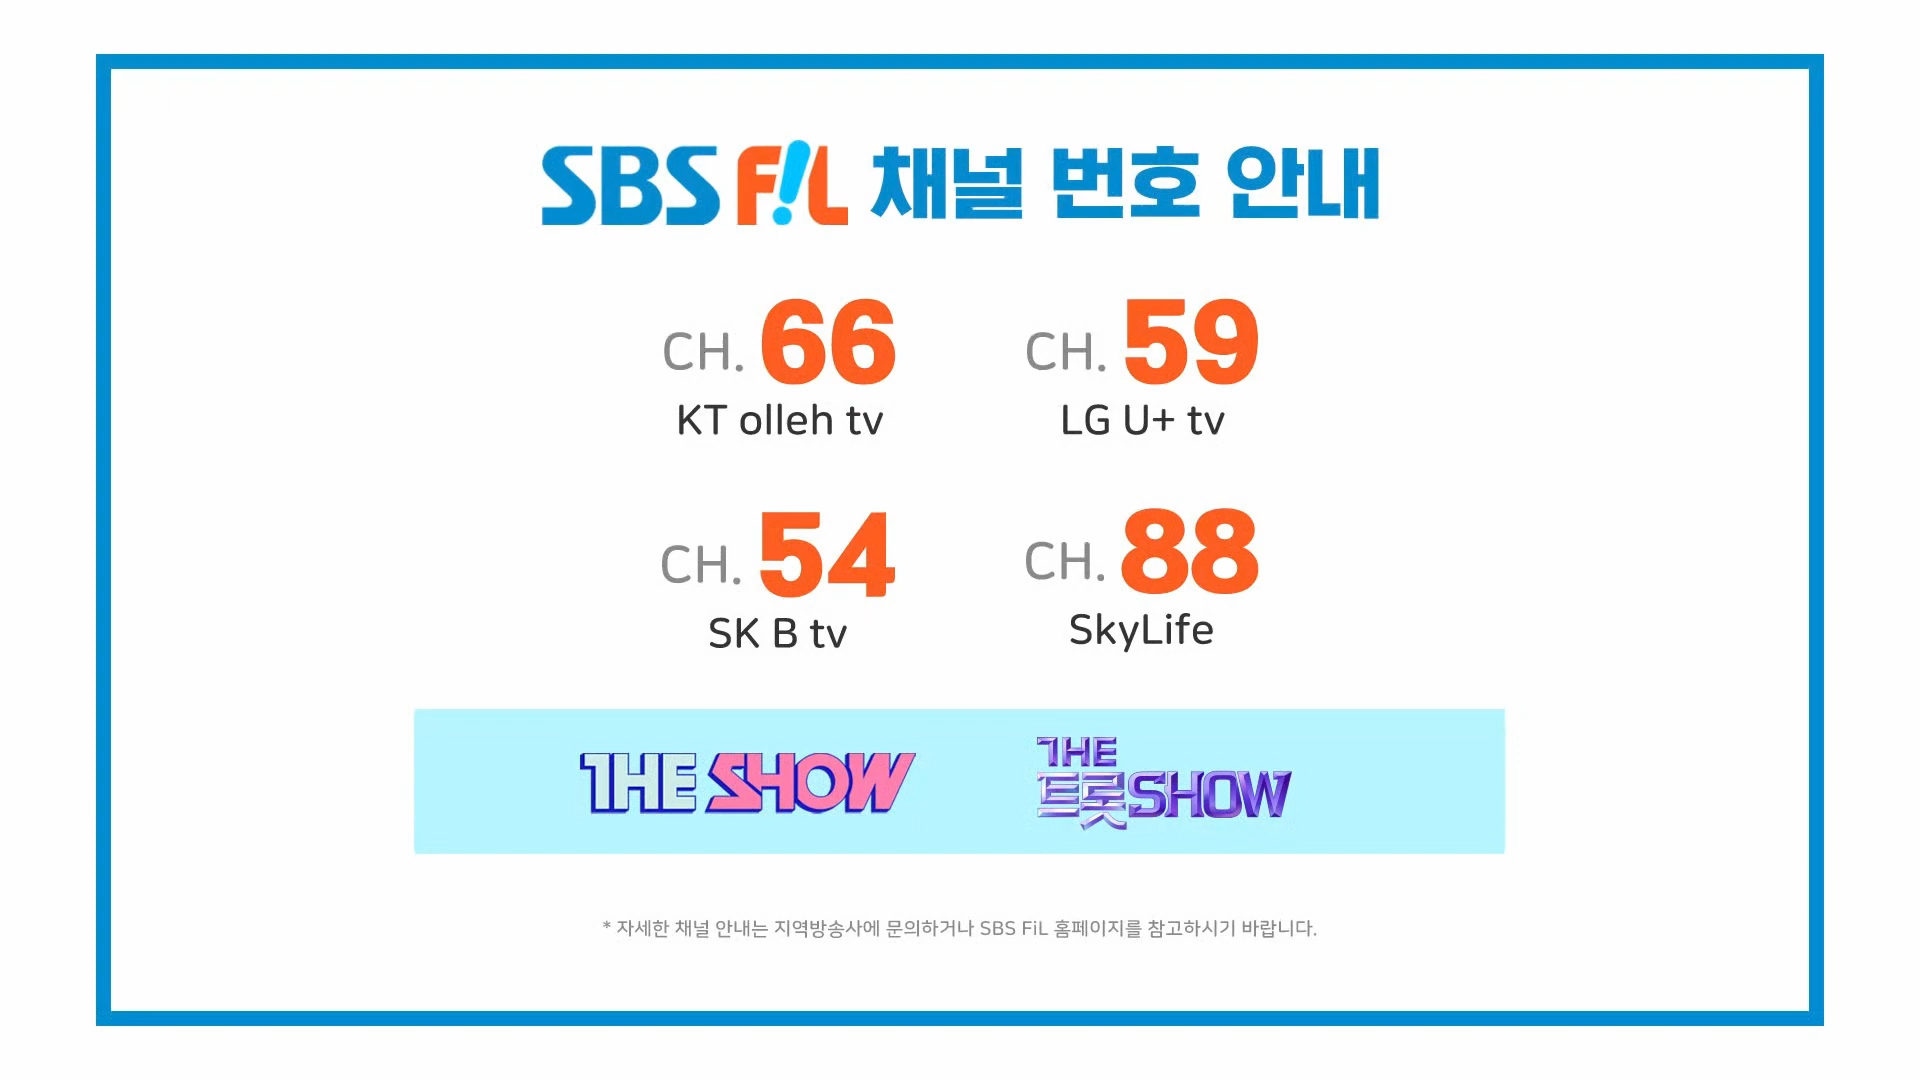 SBS F!L 채널 번호 안내
CH. 66
KT olleh tv
CH. 59
LG U+ tv
CH. 54
SK B tv
CH. 88
SkyLife
THE SHOW
THE
트롯SHOW
* 자세한 채널 안내는 지역방송사에 문의하거나 SBS FiL 홈페이지를 참고하시기 바랍니다.